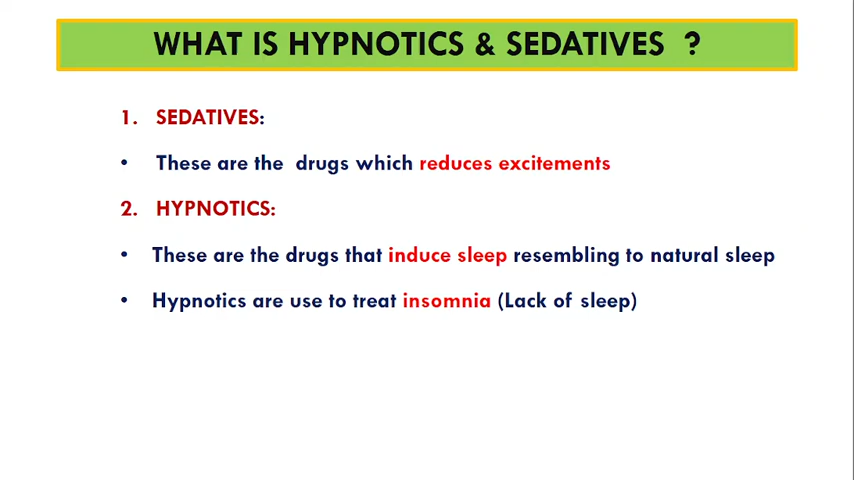 WHAT IS HYPNOTICS & SEDATIVES ?
1. SEDATIVES:
• These are the drugs which reduces excitements
2. HYPNOTICS:
• These are the drugs that induce sleep resembling to natural sleep
• Hypnotics are use to treat insomnia (Lack of sleep)